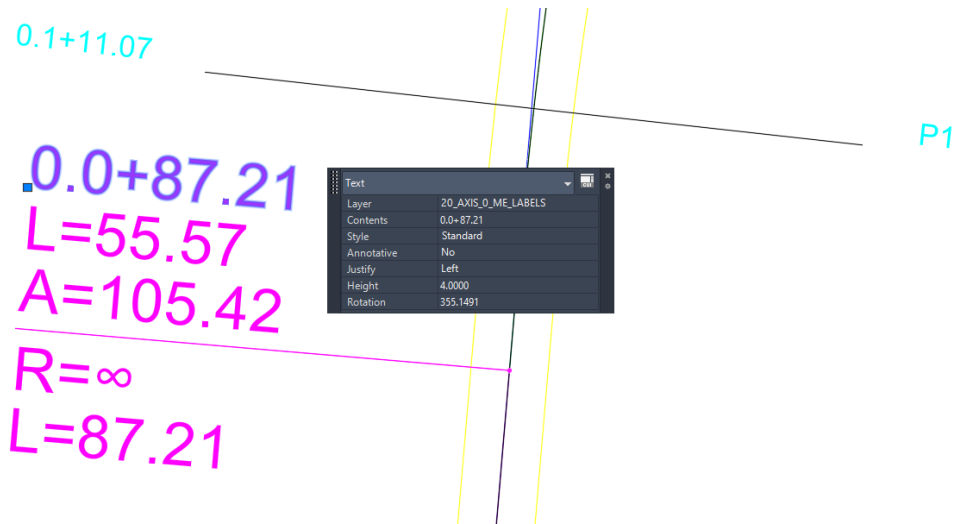 0.1+11.07
P1
0.0+87.21
L=55.57
A=105.42
R=∞
L=87.21
Text
Layer 20_AXIS_0_ME_LABELS
Contents 0.0+87.21
Style Standard
Annotative No
Justify Left
Height 4.0000
Rotation 355.1491